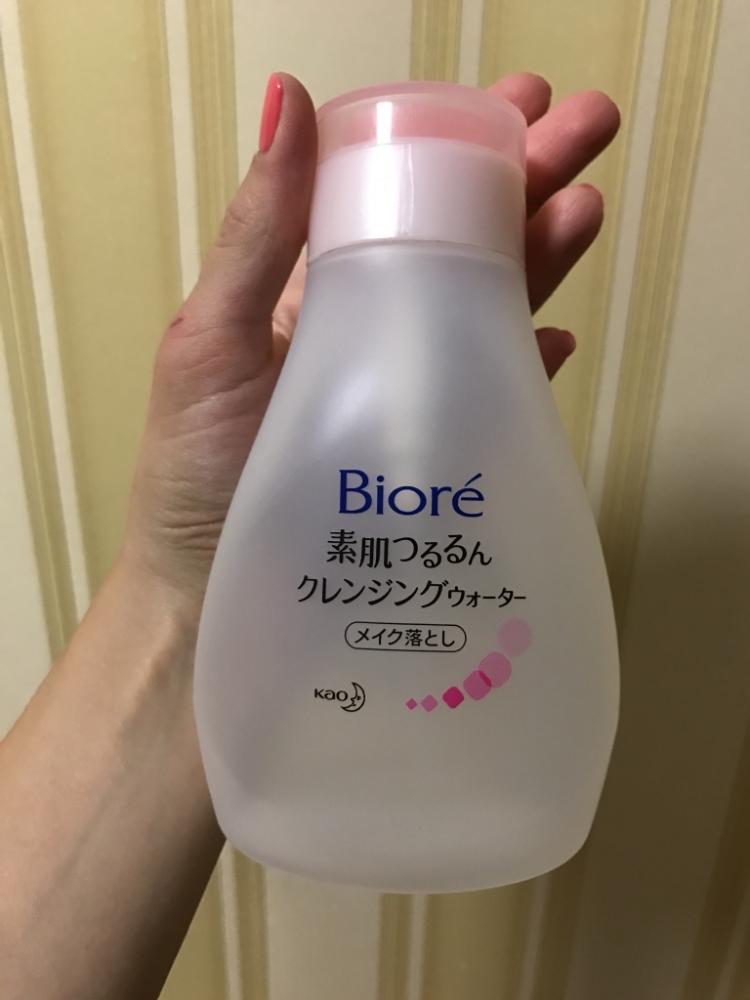 Bioré
素肌つるるん
クレンジングウォーター
メイク落とし
Kao